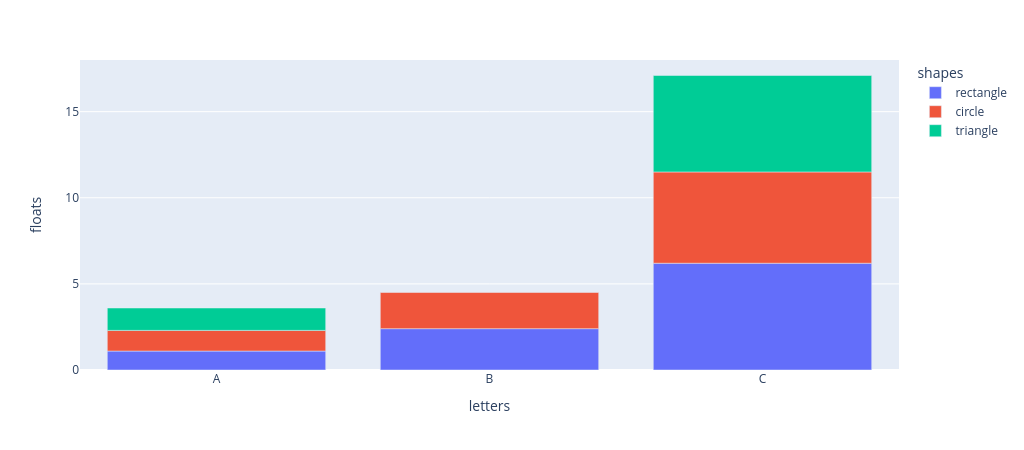 shapes
rectangle
circle
triangle
floats
15
10
5
0
A B C
letters